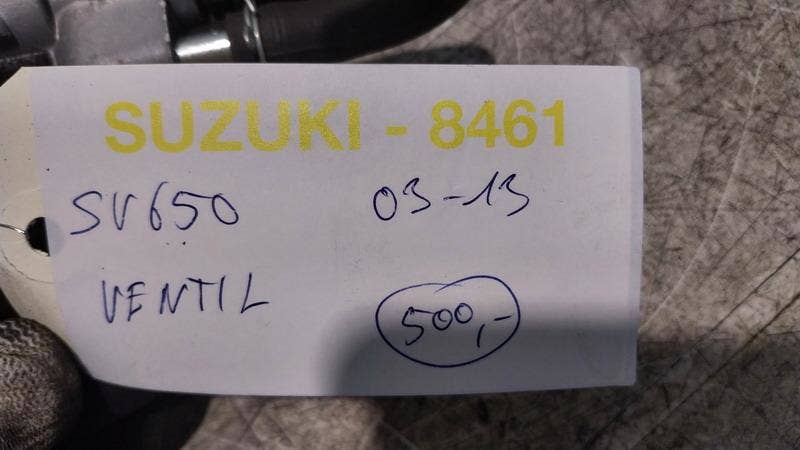 SUZUKI - 8461
SV650 03-13
VENTIL 500,-